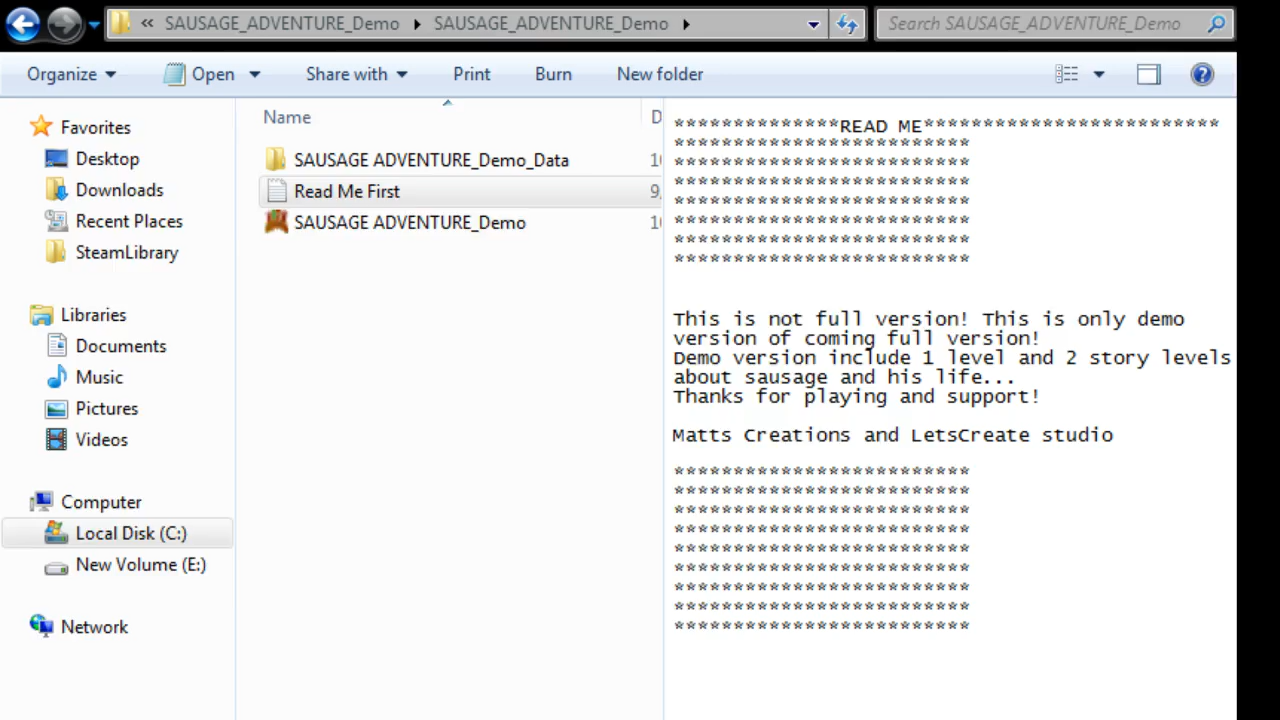 « SAUSAGE_ADVENTURE_Demo SAUSAGE_ADVENTURE_Demo
Search SAUSAGE_ADVENTURE_Demo
Organize Open Share with Print Burn New folder
Favorites
Desktop
Downloads
Recent Places
SteamLibrary
Libraries
Documents
Music
Pictures
Videos
Computer
Local Disk (C:)
New Volume (E:)
Network
Name D
SAUSAGE ADVENTURE_Demo_Data
Read Me First 9
SAUSAGE ADVENTURE_Demo
**************READ ME*************************
*************************
*************************
*************************
*************************
*************************
*************************
*************************
This is not full version! This is only demo
version of coming full version!
Demo version include 1 level and 2 story levels
about sausage and his life...
Thanks for playing and support!
Matts Creations and LetsCreate studio
*************************
*************************
*************************
*************************
*************************
*************************
*************************
*************************
*************************